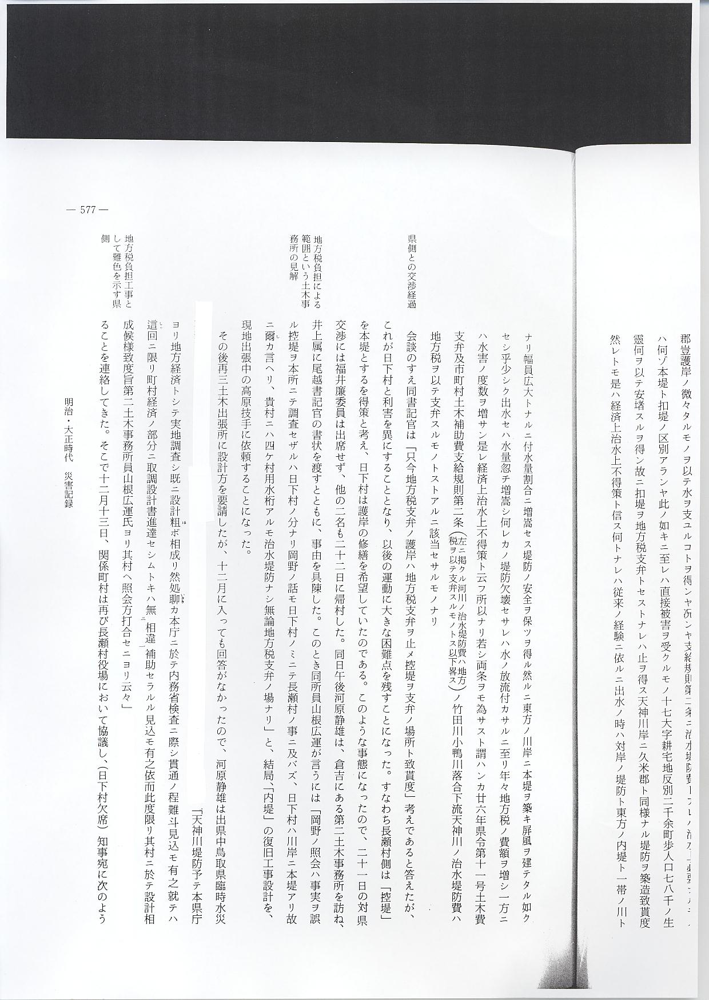 郡豈護岸ノ微々タルモノヲ以テ水ヲ支ユルコトヲ得ンヤ況ンヤ支給規則第二条ニ治水堤防費
ハ何ゾ本堤ト扣堤ノ区別アランヤ此ノ如キニ至レハ直接被害ヲ受クルモノ十七大字耕宅地反別二千余町歩人口七八千ノ生
靈何ヲ以テ安堵スルヲ得ン故ニ扣堤ヲ地方税支弁トセストナレハ止ヲ得ス天神川岸ニ久米郡ト同様ナル堤防ヲ築造致貰度
然レトモ是ハ経済上治水上不得策ト信ス何トナレハ従来ノ経験ニ依ルニ出水ノ時ハ対岸ノ堤防ト東方ノ内堤ト一帯ノ川ト
ナリ幅員広大トナルニ付水量割合ニ増嵩セス堤防ノ安全ヲ保ツヲ得ル然ルニ東方ノ川岸ニ本堤ヲ築キ屏風ヲ建テタル如ク
セシ乎少シク出水セハ水量忽チ増嵩シ何レカノ堤防欠壊セサレハ水ノ放流付カサルニ至リ年々地方税ノ費額ヲ増シ一方ニ
ハ水害ノ度数ヲ増サン是レ経済上治水上不得策ト云フ所以ナリ若シ両条ヲモ為サスト謂ハンカ廿六年県令第十一号土木費
支弁及市町村土木補助費支給規則第二条(左ニ掲クル河川ノ治水堤防費ハ地方税ヲ以テ支弁スルモノトス以下畧ス)ノ竹田川小鴨川落合下流天神川ノ治水堤防費ハ
地方税ヲ以テ支弁スルモノトストアルニ該当セサルモノナリ
県側との交渉経過
会談のすえ同書記官は「只今地方税支弁ノ護岸ハ地方税支弁ヲ止メ控堤ヲ支弁ノ場所ト致貰度」考えであると答えたが、
これが日下村と利害を異にすることとなり、以後の運動に大きな困難点を残すことになった。すなわち長瀬村側は「控堤」
を本堤とするを得策と考え、日下村は護岸の修繕を希望していたのである。このような事態になったので、二十一日の対県
交渉には福井廉委員は出席せず、他の二名も二十二日に帰村した。同日午後河原静雄は、倉吉にある第二土木事務所を訪ね、
地方税負担による
範囲という土木事
務所の見解
井上属に尾越書記官の書状を渡すとともに、事由を具陳した。このとき同所員山根広運が言うには「岡野ノ照会ハ事実ヲ誤
ル控堤ヲ本所ニテ調査セザルハ日下村ノ分ナリ岡野ノ話モ日下村ノミニテ長瀬村ノ事ニ及バズ、日下村ハ川岸ニ本堤アリ故
ニ爾カ言ヘリ、貴村ニハ四ケ村用水桁アルモ治水堤防ナシ無論地方税支弁ノ場ナリ」と、結局、「内堤」の復旧工事設計を、
現地出張中の高原技手に依頼することになった。
その後再三土木出張所に設計方を要請したが、十二月に入っても回答がなかったので、河原静雄は出県中鳥取県臨時水災
「天神川堤防予テ本県庁
ヨリ地方経済トシテ実地調査シ既ニ設計粗ボ相成リ然処聊カ本庁ニ於テ内務省検査ニ際シ貫通ノ程難斗見込モ有之就テハ
地方税負担工事と
して難色を示す県
側
這回ニ限リ町村経済ノ部分ニ取調設計書進達セシムトキハ無ニ相違一補助セラルル見込モ有之依而此度限リ其村ニ於テ設計相
成候様致度旨第二土木事務所員山根広運氏ヨリ其村ヘ照会方打合セニヨリ云々」
ることを連絡してきた。そこで十二月十三日、関係町村は再び長瀬村役場において協議し、(日下村欠席)知事宛に次のよう
明治・大正時代 災害記録
— 577 —